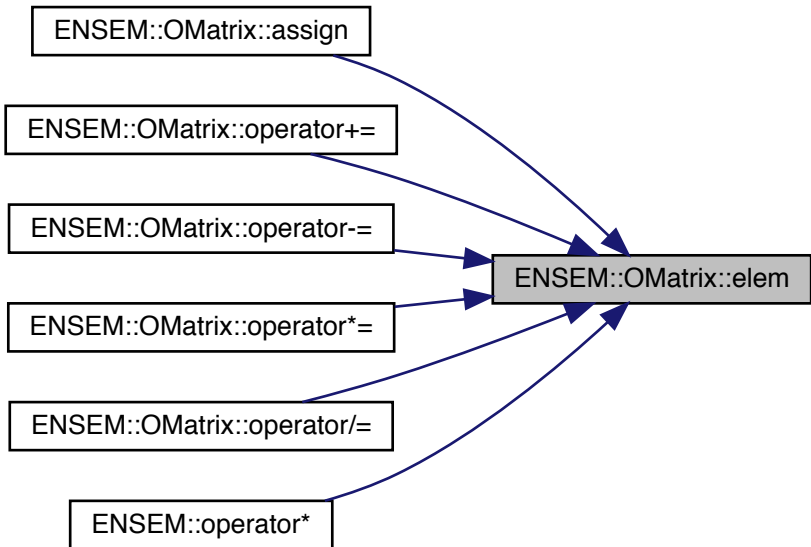 ENSEM::OMatrix::assign
ENSEM::OMatrix::operator+=
ENSEM::OMatrix::operator-=
ENSEM::OMatrix::elem
ENSEM::OMatrix::operator*=
ENSEM::OMatrix::operator/=
ENSEM::operator*